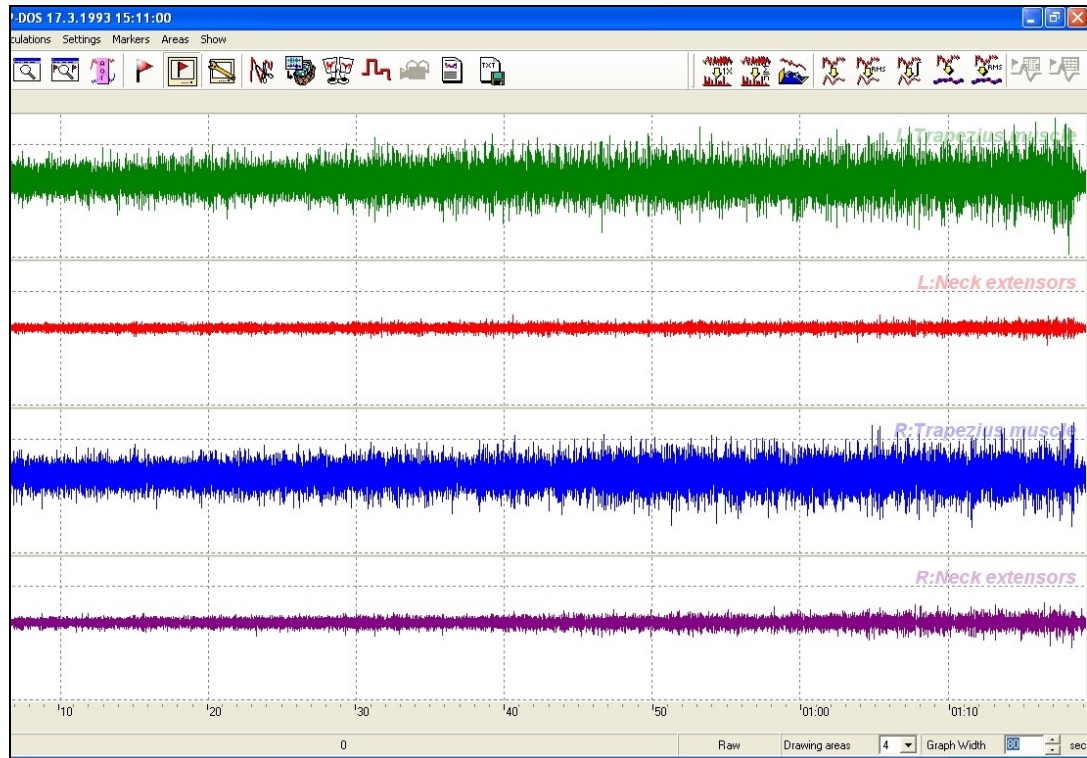 P-DOS 17.3.1993 15:11:00
culations Settings Markers Areas Show
L:Trapezius muscle
L:Neck extensors
R:Trapezius muscle
R:Neck extensors
'10 '20 '30 '40 '50 '01:00 '01:10
0 Raw Drawing areas 4 Graph Width 80 sec